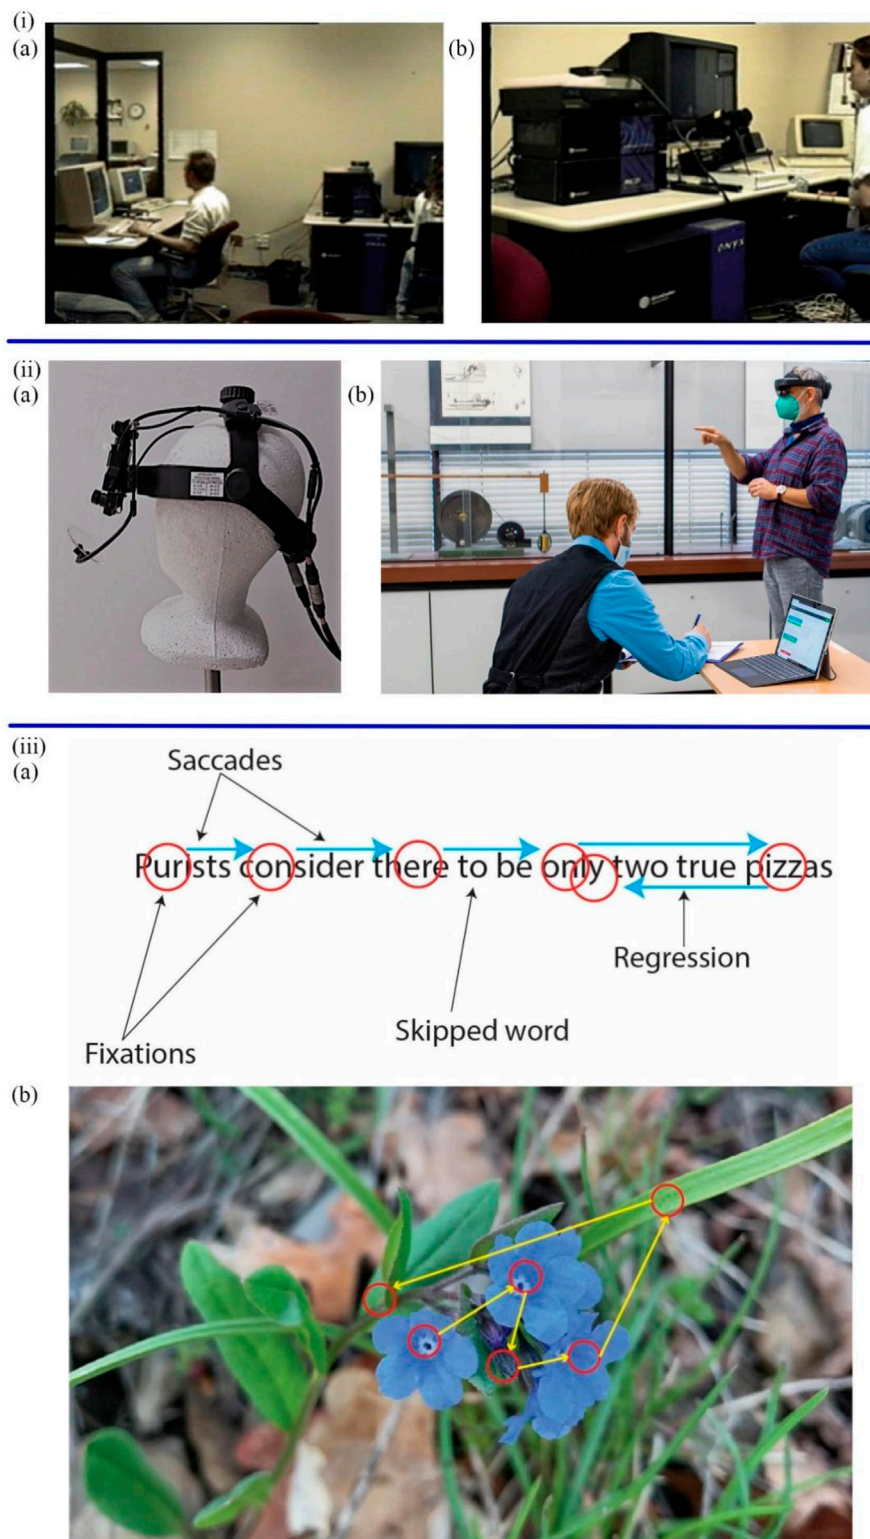 (i)
(a)
(b)
ONYX
(ii)
(a)
(b)
(iii)
(a)
Saccades
Purists consider there to be only two true pizzas
Regression
Skipped word
Fixations
(b)